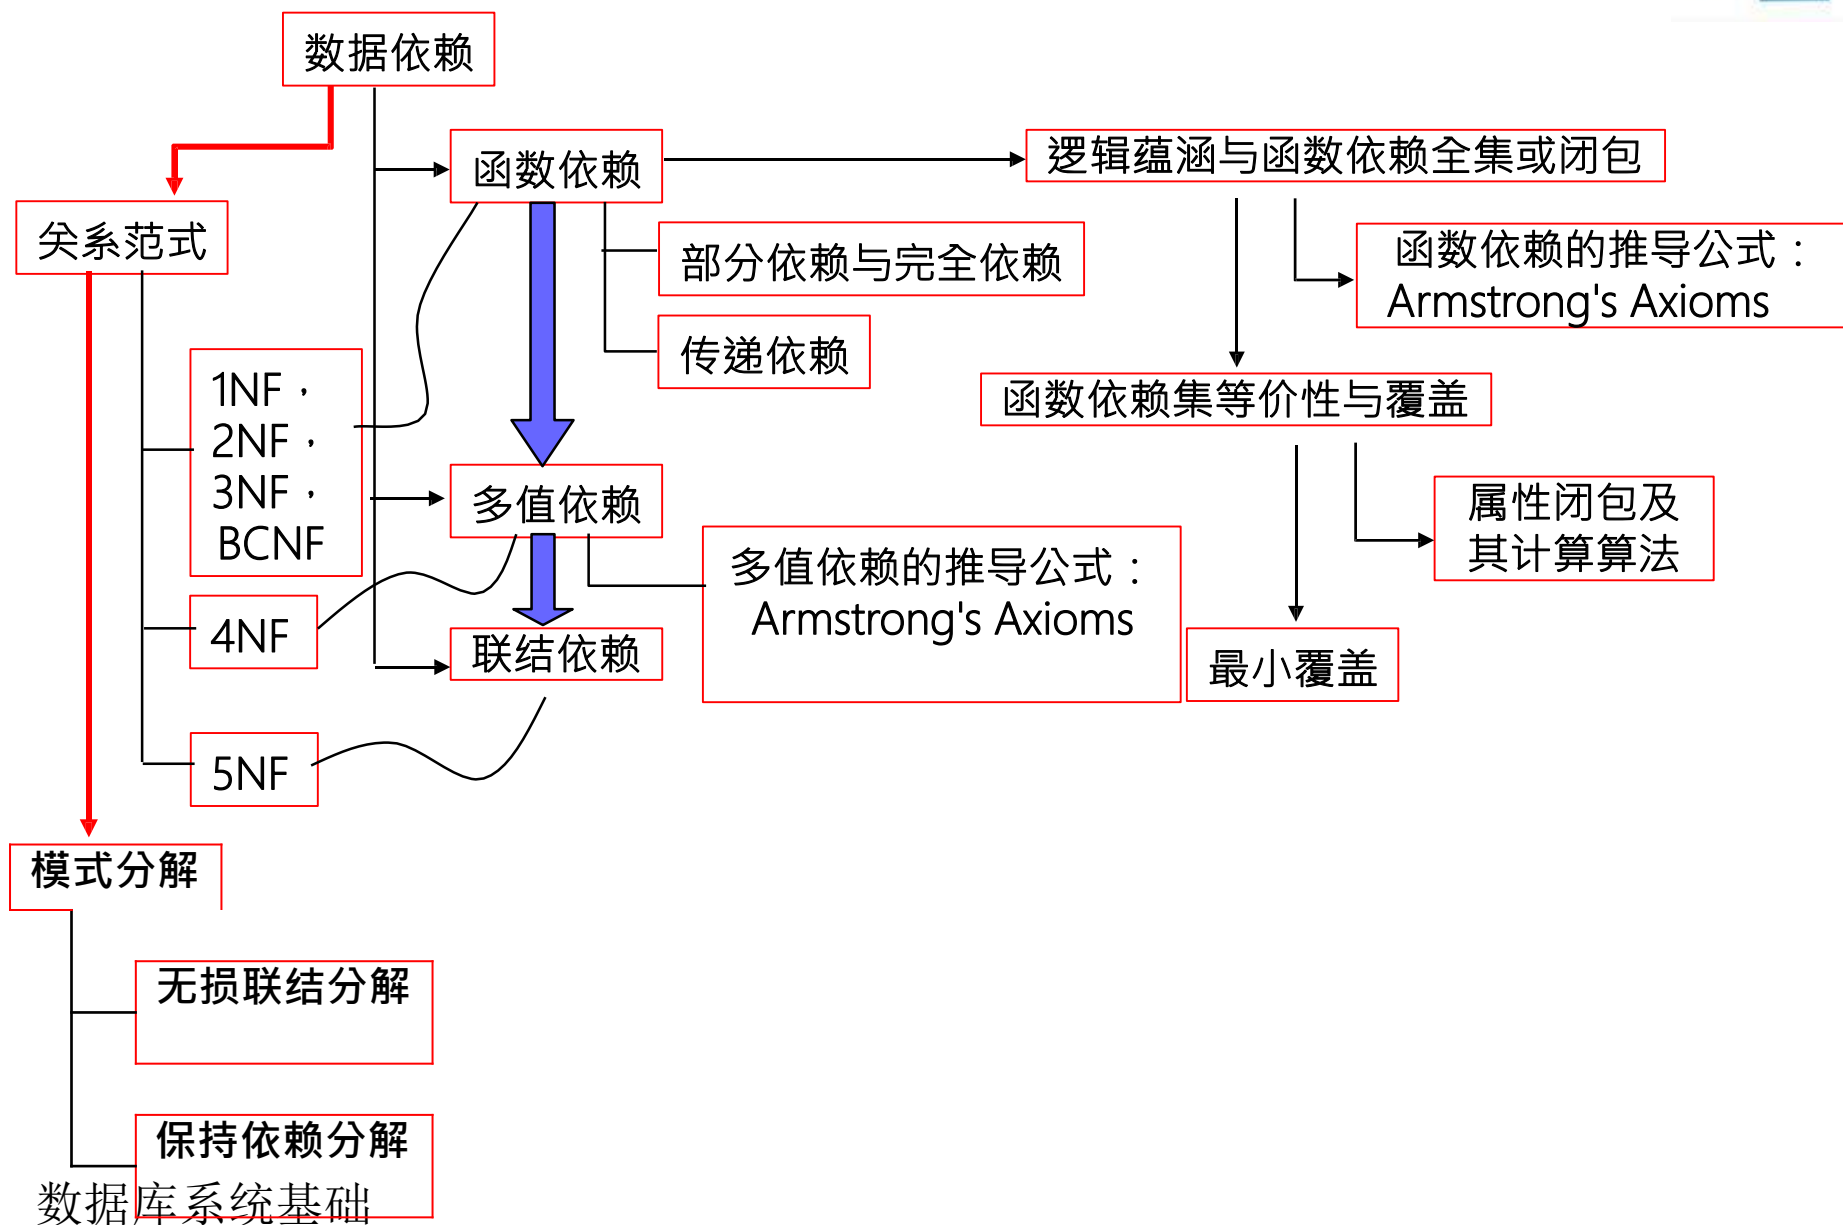 数据依赖
函数依赖
逻辑蕴涵与函数依赖全集或闭包
关系范式
部分依赖与完全依赖
函数依赖的推导公式：
Armstrong's Axioms
传递依赖
1NF，
2NF，
3NF，
BCNF
函数依赖集等价性与覆盖
多值依赖
属性闭包及
其计算算法
多值依赖的推导公式：
Armstrong's Axioms
4NF
联结依赖
最小覆盖
5NF
模式分解
无损联结分解
保持依赖分解
数据库系统基础